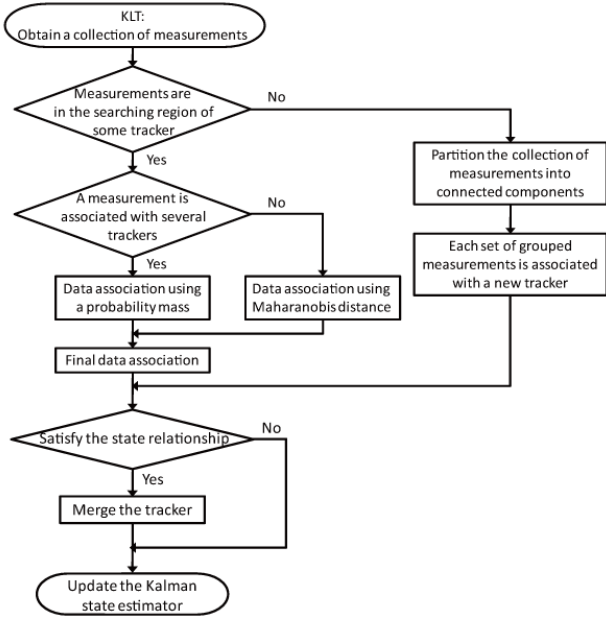 KLT:
Obtain a collection of measurements
Measurements are
in the searching region of
some tracker
No
Yes
Partition the collection of
measurements into
connected components
A measurement is
associated with several
trackers
No
Yes
Each set of grouped
measurements is associated
with a new tracker
Data association using
a probability mass
Data association using
Maharanobis distance
Final data association
Satisfy the state relationship
No
Yes
Merge the tracker
Update the Kalman
state estimator